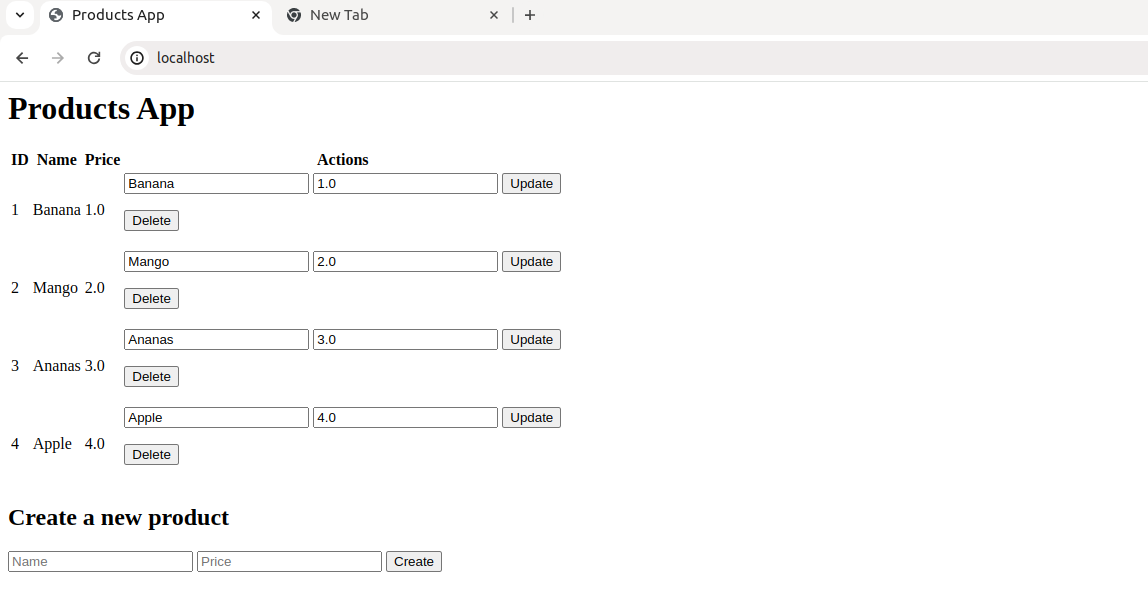 Products App New Tab
localhost
Products App
ID Name Price Actions
Banana 1.0 Update
1 Banana 1.0
Delete
Mango 2.0 Update
2 Mango 2.0
Delete
Ananas 3.0 Update
3 Ananas 3.0
Delete
Apple 4.0 Update
4 Apple 4.0
Delete
Create a new product
Name Price Create